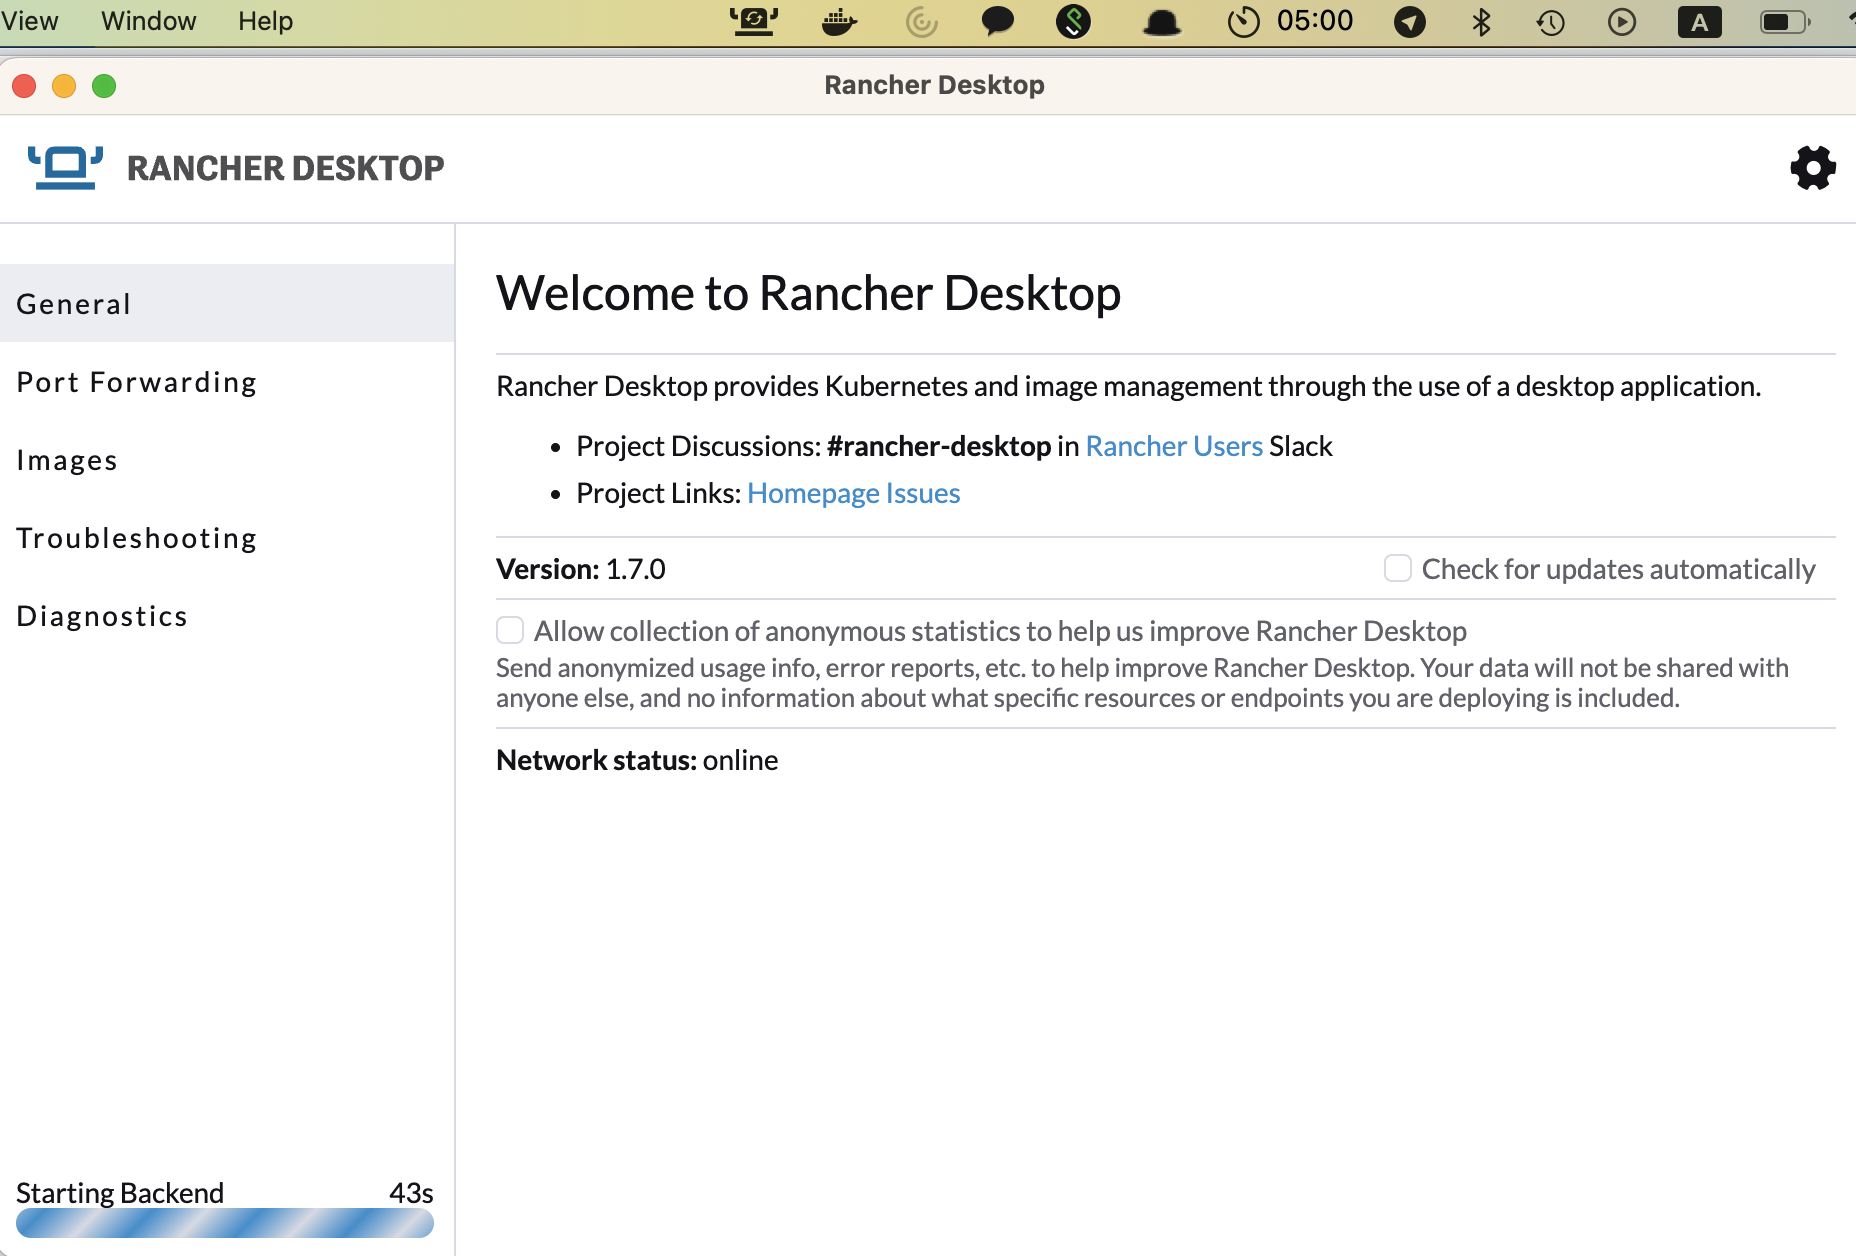 View Window Help 05:00 A
Rancher Desktop
RANCHER DESKTOP
General
Port Forwarding
Images
Troubleshooting
Diagnostics
Welcome to Rancher Desktop
Rancher Desktop provides Kubernetes and image management through the use of a desktop application.
• Project Discussions: #rancher-desktop in Rancher Users Slack
• Project Links: Homepage Issues
Version: 1.7.0 Check for updates automatically
Allow collection of anonymous statistics to help us improve Rancher Desktop
Send anonymized usage info, error reports, etc. to help improve Rancher Desktop. Your data will not be shared with
anyone else, and no information about what specific resources or endpoints you are deploying is included.
Network status: online
Starting Backend 43s